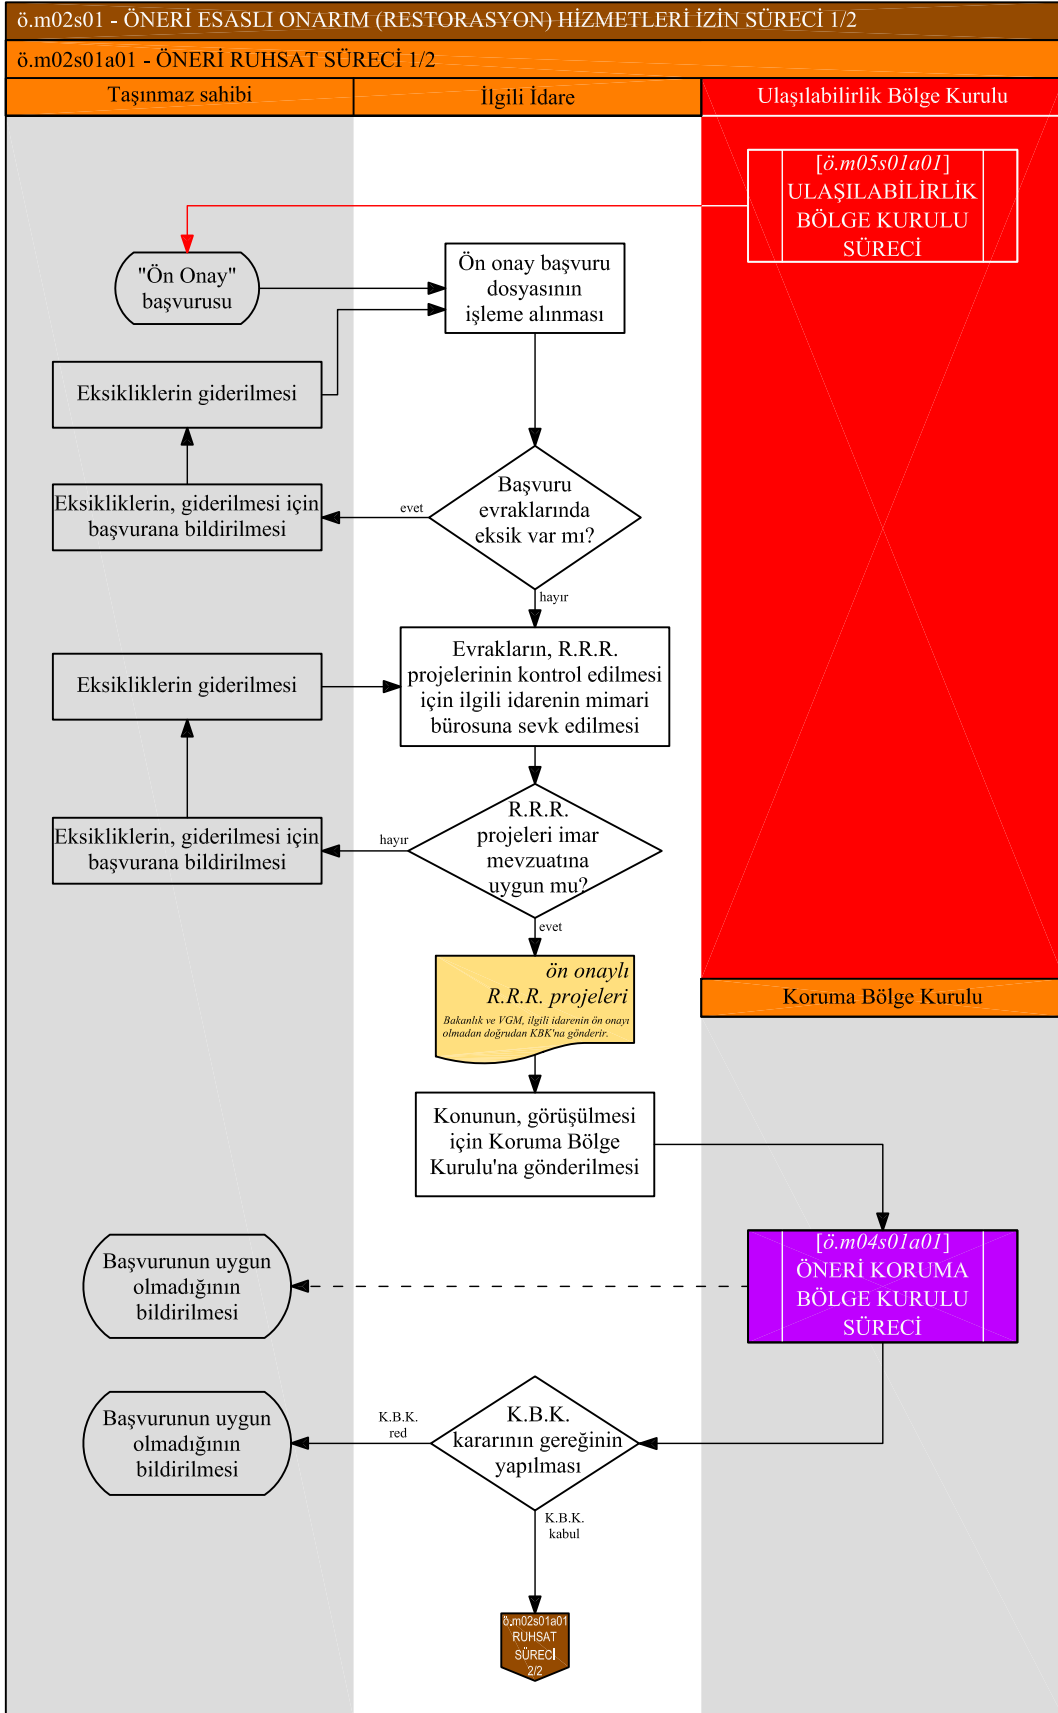 ö.m02s01 - ÖNERİ ESASLI ONARIM (RESTORASYON) HİZMETLERİ İZİN SÜRECİ 1/2
ö.m02s01a01 - ÖNERİ RUHSAT SÜRECİ 1/2
Taşınmaz sahibi
İlgili İdare
Ulaşılabilirlik Bölge Kurulu
[ö.m05s01a01]
ULAŞILABİLİRLİK
BÖLGE KURULU
SÜRECİ
"Ön Onay"
başvurusu
Ön onay başvuru
dosyasının
işleme alınması
Eksikliklerin giderilmesi
Başvuru
evraklarında
eksik var mı?
evet
Eksikliklerin, giderilmesi için
başvurana bildirilmesi
hayır
Evrakların, R.R.R.
projelerinin kontrol edilmesi
için ilgili idarenin mimari
bürosuna sevk edilmesi
Eksikliklerin giderilmesi
R.R.R.
projeleri imar
mevzuatına
uygun mu?
hayır
Eksikliklerin, giderilmesi için
başvurana bildirilmesi
evet
ön onaylı
R.R.R. projeleri
Bakanlık ve VGM, ilgili idarenin ön onayı
olmadan doğrudan KBK'na gönderir.
Koruma Bölge Kurulu
Konunun, görüşülmesi
için Koruma Bölge
Kurulu'na gönderilmesi
[ö.m04s01a01]
ÖNERİ KORUMA
BÖLGE KURULU
SÜRECİ
Başvurunun uygun
olmadığının
bildirilmesi
K.B.K.
kararının gereğinin
yapılması
K.B.K.
red
Başvurunun uygun
olmadığının
bildirilmesi
K.B.K.
kabul
ö.m02s01a01
RUHSAT
SÜRECİ
2/2